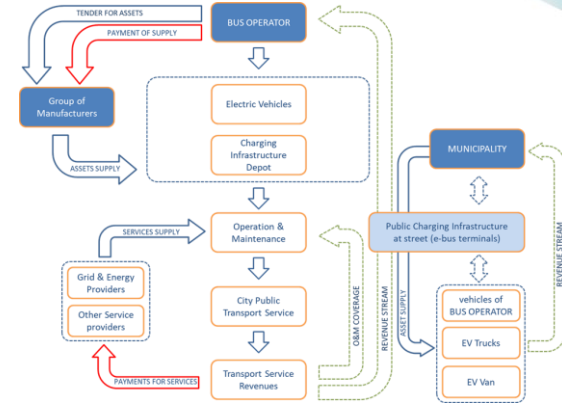 TENDER FOR ASSETS
PAYMENT OF SUPPLY
BUS OPERATOR
Group of
Manufacturers
ASSETS SUPPLY
Electric Vehicles
Charging
Infrastructure
Depot
MUNICIPALITY
SERVICES SUPPLY
Operation &
Maintenance
Public Charging Infrastructure
at street (e-bus terminals)
Grid & Energy
Providers
Other Service
providers
City Public
Transport Service
O&M COVERAGE
REVENUE STREAM
ASSET SUPPLY
REVENUE STREAM
vehicles of
BUS OPERATOR
EV Trucks
EV Van
PAYMENTS FOR SERVICES
Transport Service
Revenues